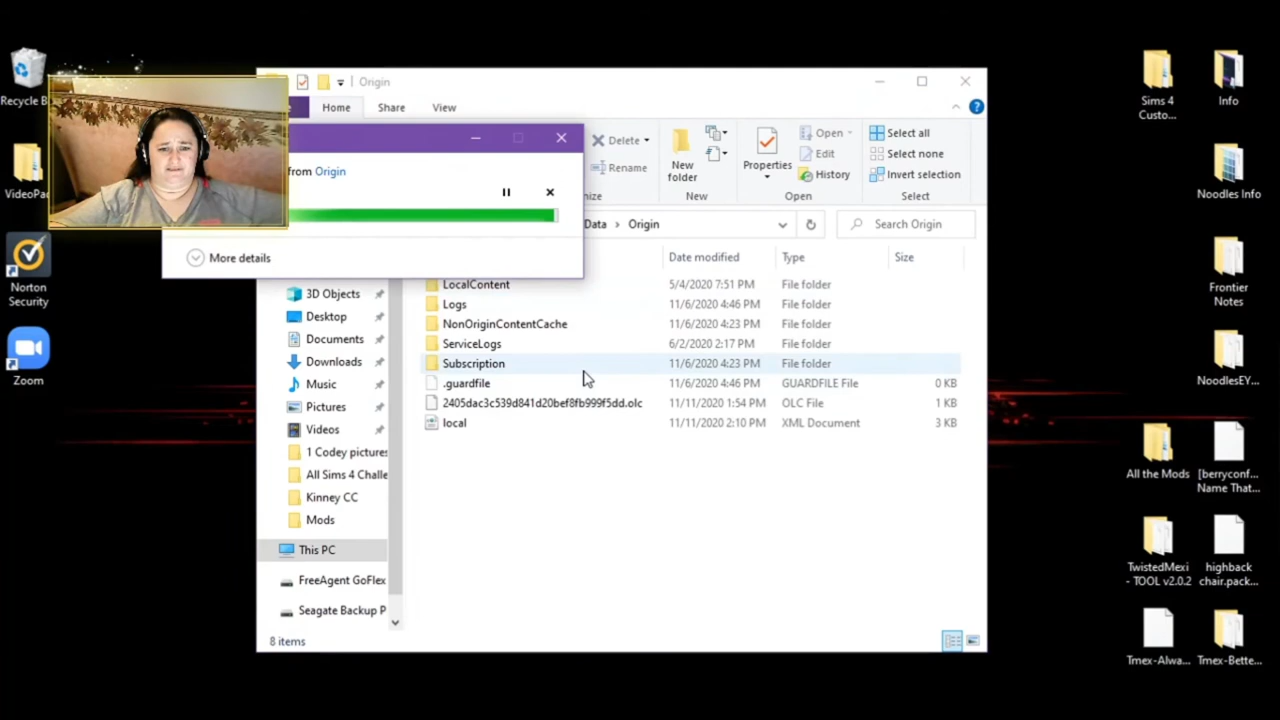 Recycle B
VideoPad
Norton
Security
Zoom
Origin
Home
Share
View
from Origin
More details
Delete
Rename
New
folder
Properties
Open
Edit
History
Select all
Select none
Invert selection
nize
New
Open
Select
Data > Origin
Search Origin
Date modified
Type
Size
LocalContent 5/4/2020 7:51 PM File folder
Logs 11/6/2020 4:46 PM File folder
NonOriginContentCache 11/6/2020 4:23 PM File folder
ServiceLogs 6/2/2020 2:17 PM File folder
Subscription 11/6/2020 4:23 PM File folder
.guardfile 11/6/2020 4:46 PM GUARDFILE File 0 KB
2405dac3c539d841d20bef8fb999f5dd.olc 11/11/2020 1:54 PM OLC File 1 KB
local 11/11/2020 2:10 PM XML Document 3 KB
3D Objects
Desktop
Documents
Downloads
Music
Pictures
Videos
1 Codey pictures
All Sims 4 Challe
Kinney CC
Mods
This PC
FreeAgent GoFlex
Seagate Backup P
8 items
Sims 4
Custo...
Info
Noodles Info
Frontier
Notes
NoodlesEY...
All the Mods
[berryconf...
Name That...
TwistedMexi
- TOOL v2.0.2
highback
chair.pack...
Tmex-Alwa...
Tmex-Bette...